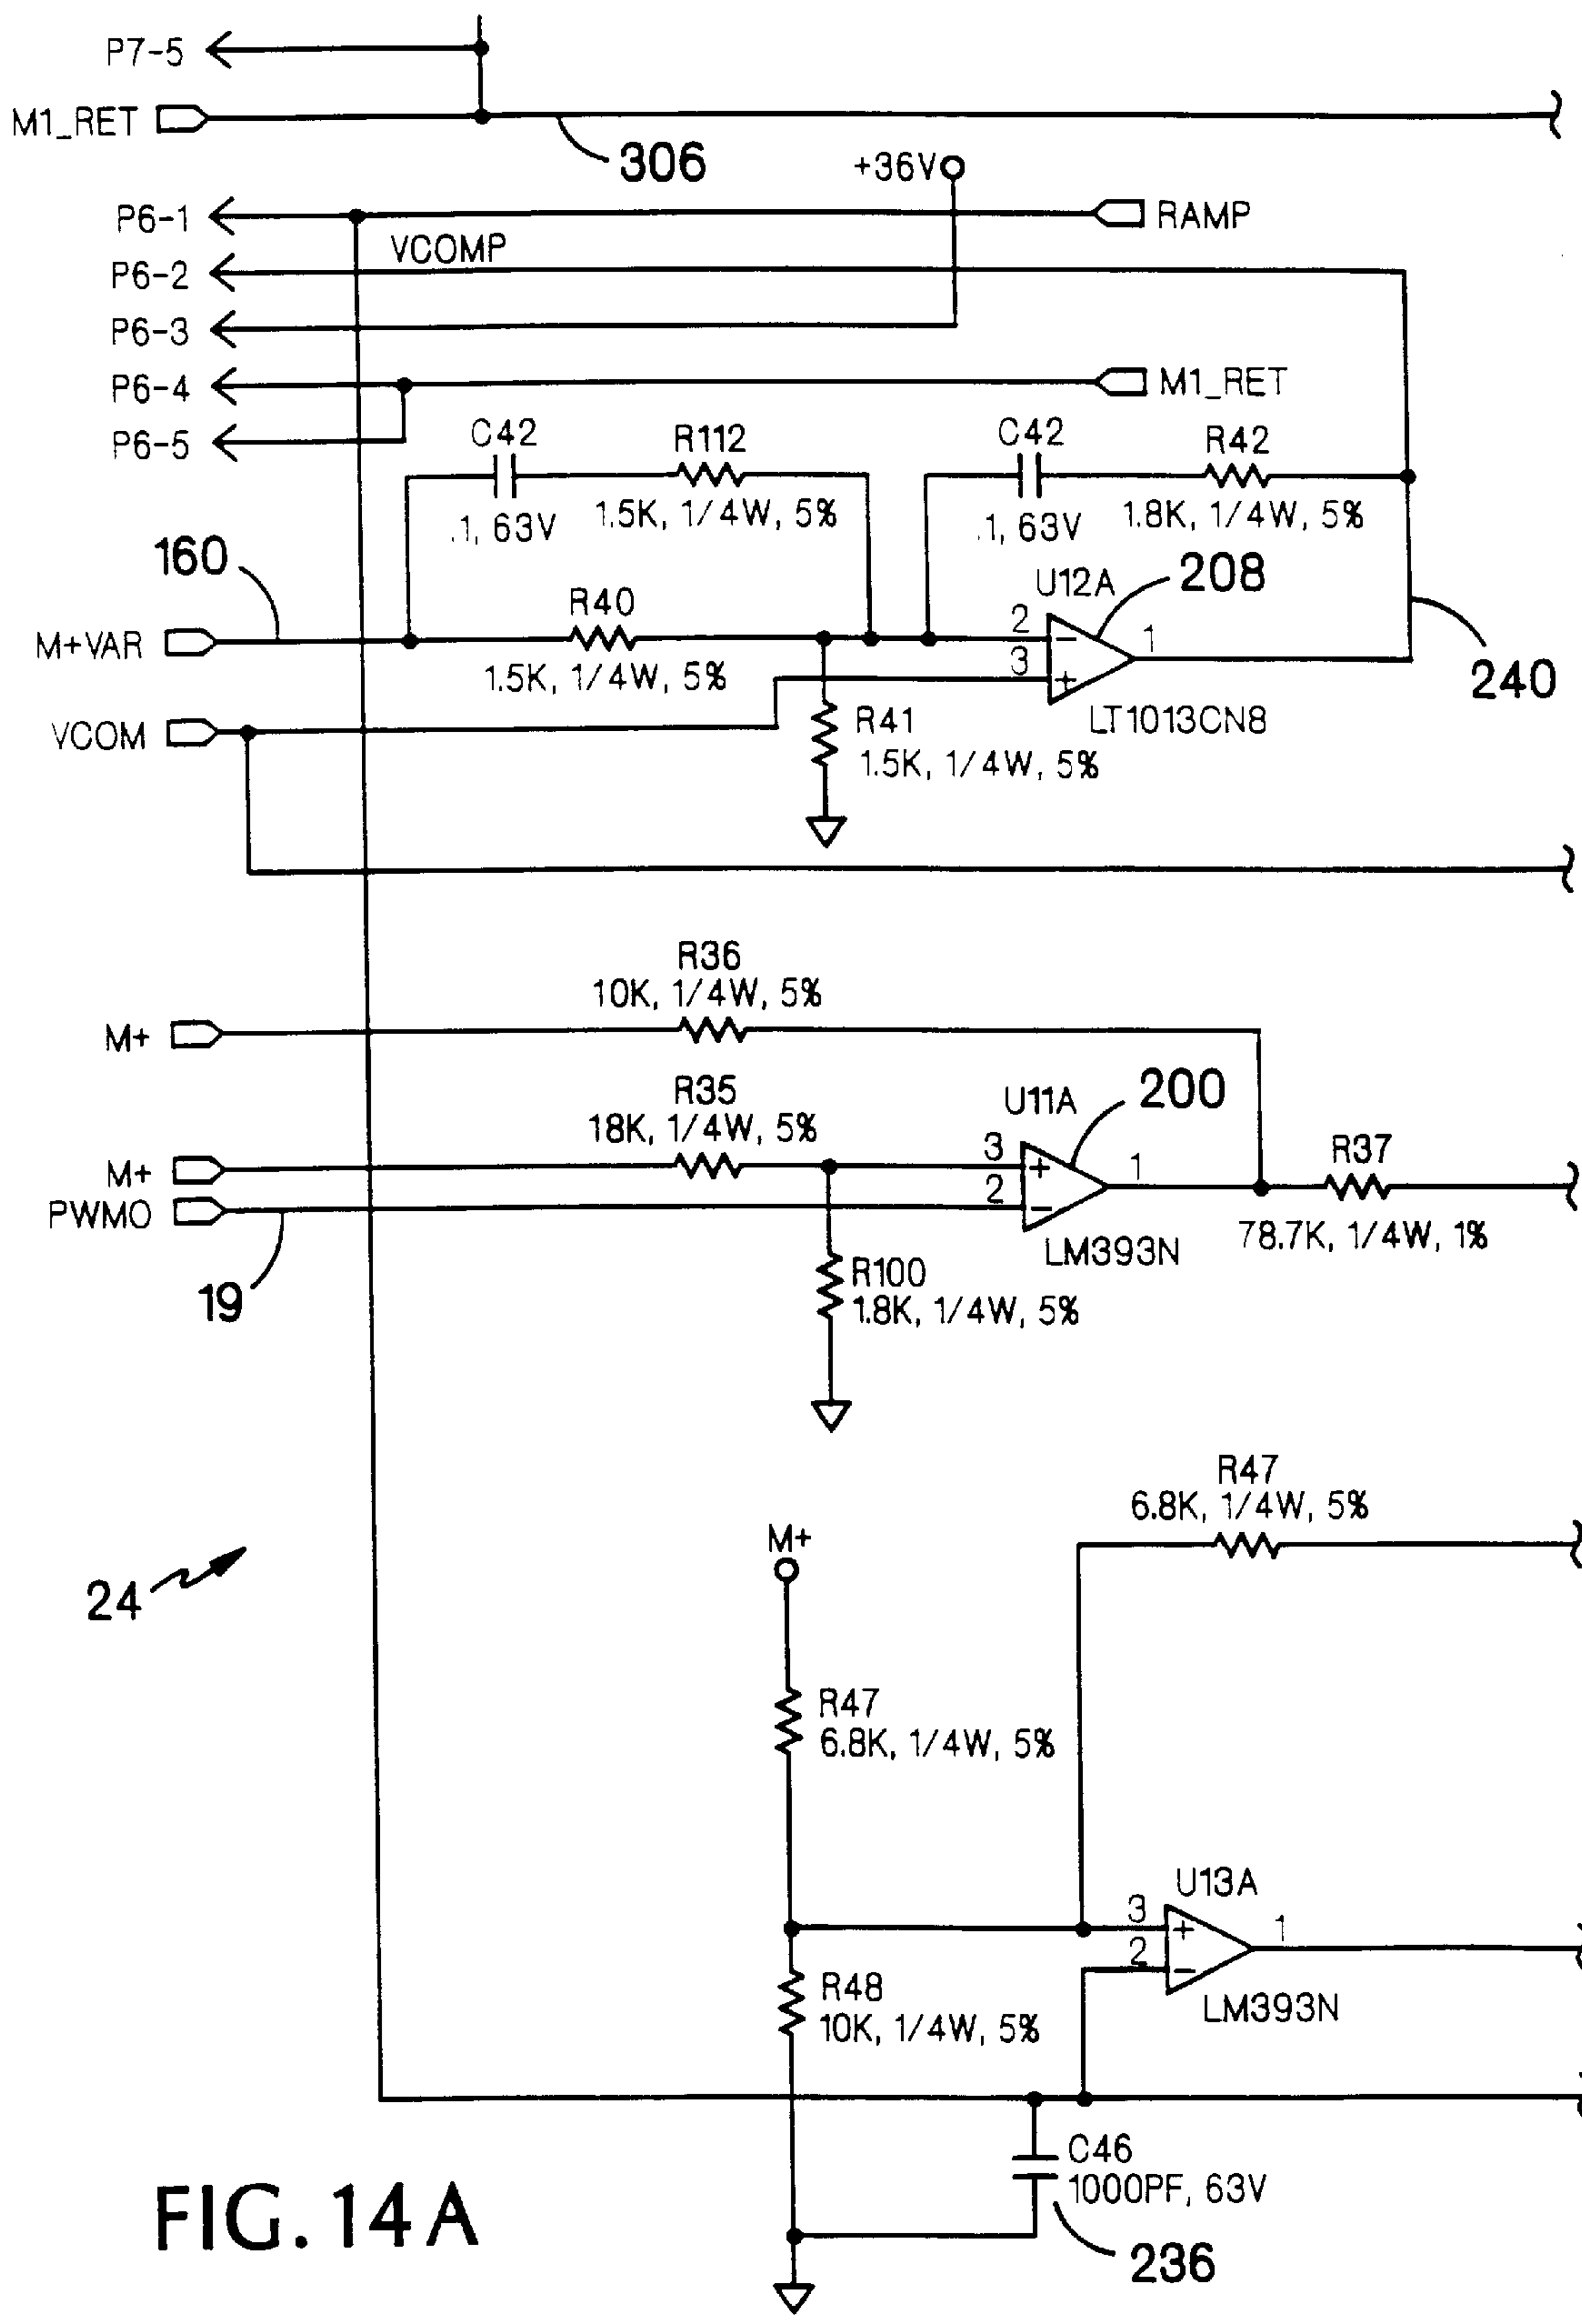 P7-5
M1_RET
306
+36V
P6-1
RAMP
VCOMP
P6-2
P6-3
P6-4
M1_RET
P6-5
C42
R112
C42
R42
.1, 63V
1.5K, 1/4W, 5%
.1, 63V
1.8K, 1/4W, 5%
160
U12A
208
R40
M+VAR
2
-
1
3
+
1.5K, 1/4W, 5%
240
VCOM
R41
LT1013CN8
1.5K, 1/4W, 5%
R36
10K, 1/4W, 5%
M+
R35
U11A
200
18K, 1/4W, 5%
M+
3
+
1
R37
PWMO
2
-
LM393N
78.7K, 1/4W, 1%
19
R100
1.8K, 1/4W, 5%
R47
6.8K, 1/4W, 5%
M+
24
R47
6.8K, 1/4W, 5%
U13A
3
+
1
2
-
R48
10K, 1/4W, 5%
LM393N
C46
1000PF, 63V
FIG. 14A
236